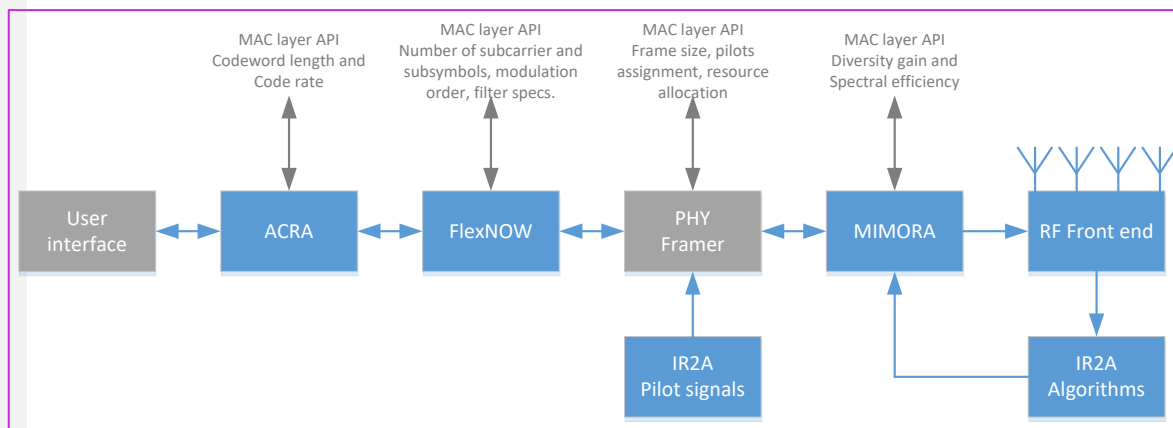 MAC layer API
Codeword length and
Code rate
MAC layer API
Number of subcarrier and
subsymbols, modulation
order, filter specs.
MAC layer API
Frame size, pilots
assignment, resource
allocation
MAC layer API
Diversity gain and
Spectral efficiency
User
interface
ACRA
FlexNOW
PHY
Framer
MIMORA
RF Front end
IR2A
Pilot signals
IR2A
Algorithms